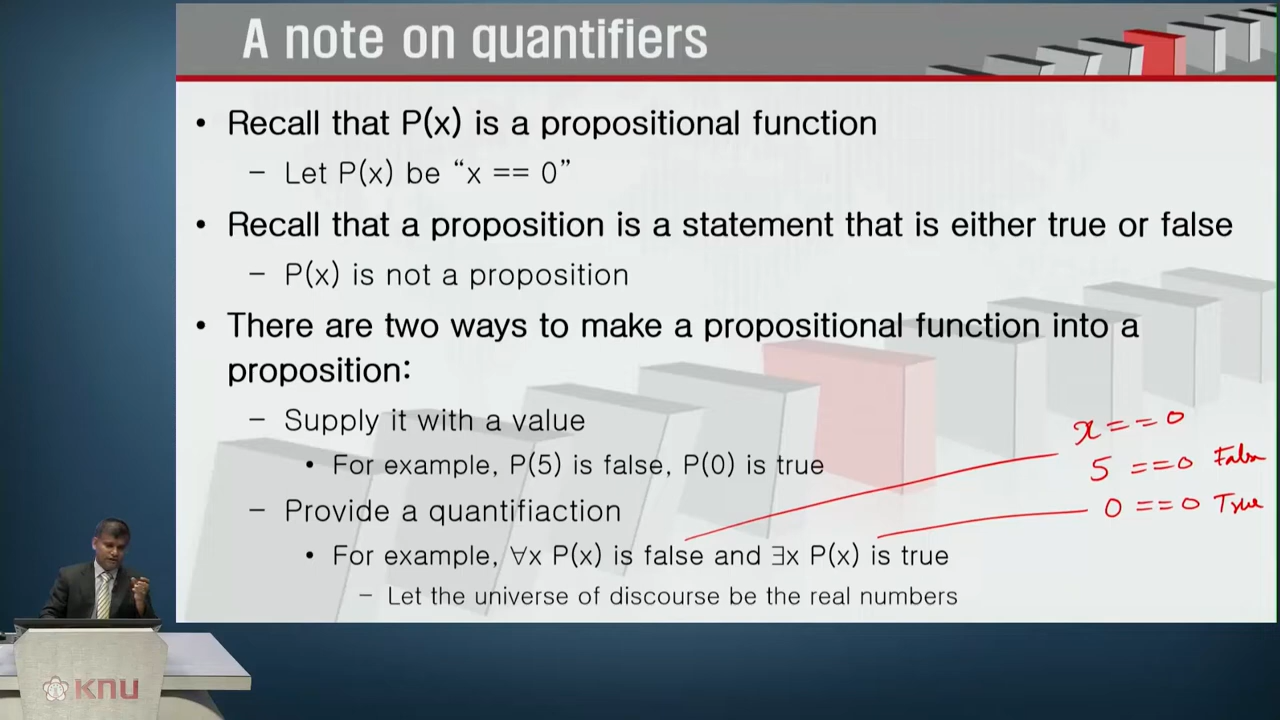 A note on quantifiers
• Recall that P(x) is a propositional function
– Let P(x) be “x == 0”
• Recall that a proposition is a statement that is either true or false
– P(x) is not a proposition
• There are two ways to make a propositional function into a
proposition:
– Supply it with a value
• For example, P(5) is false, P(0) is true
– Provide a quantifiaction
• For example, ∀x P(x) is false and ∃x P(x) is true
– Let the universe of discourse be the real numbers
x==0
5 ==0 False
0 ==0 True
KNU